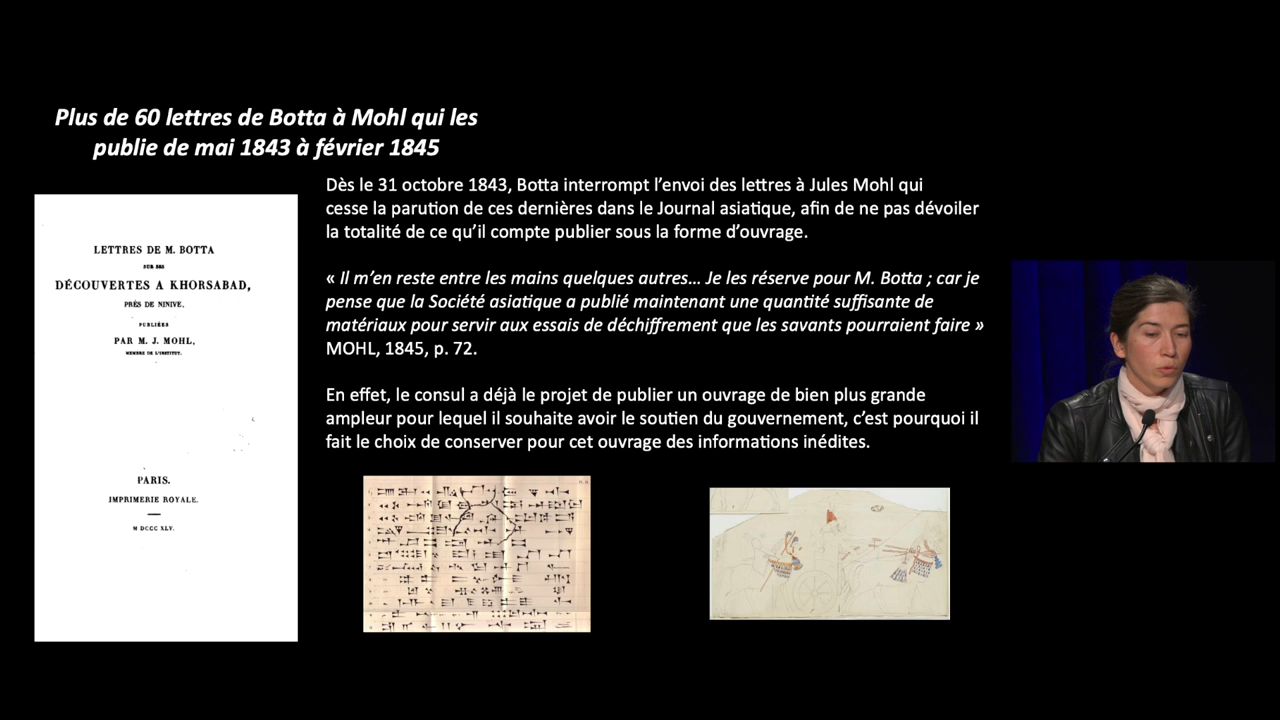 Plus de 60 lettres de Botta à Mohl qui les
publie de mai 1843 à février 1845
Dès le 31 octobre 1843, Botta interrompt l’envoi des lettres à Jules Mohl qui
cesse la parution de ces dernières dans le Journal asiatique, afin de ne pas dévoiler
la totalité de ce qu’il compte publier sous la forme d’ouvrage.
« Il m’en reste entre les mains quelques autres… Je les réserve pour M. Botta ; car je
pense que la Société asiatique a publié maintenant une quantité suffisante de
matériaux pour servir aux essais de déchiffrement que les savants pourraient faire »
MOHL, 1845, p. 72.
En effet, le consul a déjà le projet de publier un ouvrage de bien plus grande
ampleur pour lequel il souhaite avoir le soutien du gouvernement, c’est pourquoi il
fait le choix de conserver pour cet ouvrage des informations inédites.
LETTRES DE M. BOTTA
SUR SES
DÉCOUVERTES A KHORSABAD,
PRÈS DE NINIVE,
PUBLIÉES
PAR M. J. MOHL,
MEMBRE DE L'INSTITUT.
PARIS.
IMPRIMERIE ROYALE.
M DCCC XLV.